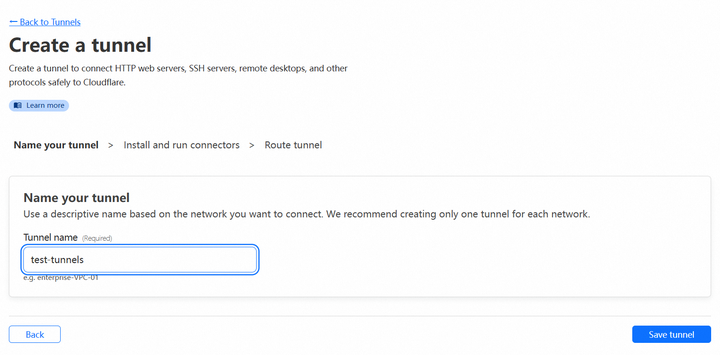 ← Back to Tunnels
Create a tunnel
Create a tunnel to connect HTTP web servers, SSH servers, remote desktops, and other
protocols safely to Cloudflare.
Learn more
Name your tunnel > Install and run connectors > Route tunnel
Name your tunnel
Use a descriptive name based on the network you want to connect. We recommend creating only one tunnel for each network.
Tunnel name (Required)
test-tunnels
e.g. enterprise-VPC-01
Back
Save tunnel